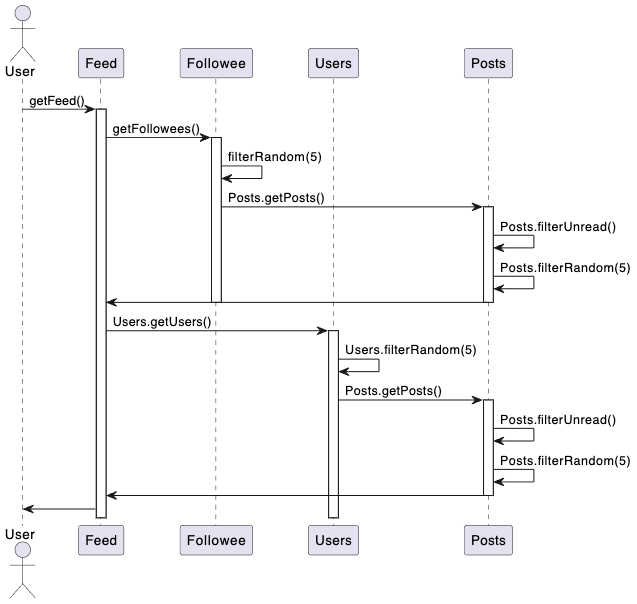 User
Feed
Followee
Users
Posts
getFeed()
getFollowees()
filterRandom(5)
Posts.getPosts()
Posts.filterUnread()
Posts.filterRandom(5)
Users.getUsers()
Users.filterRandom(5)
Posts.getPosts()
Posts.filterUnread()
Posts.filterRandom(5)
User
Feed
Followee
Users
Posts